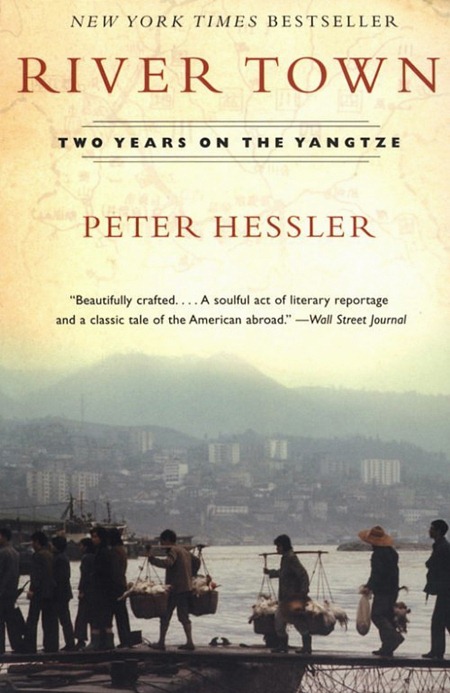 NEW YORK TIMES BESTSELLER
RIVER TOWN
TWO YEARS ON THE YANGTZE
PETER HESSLER
"Beautifully crafted. . . . A soulful act of literary reportage
and a classic tale of the American abroad." —Wall Street Journal